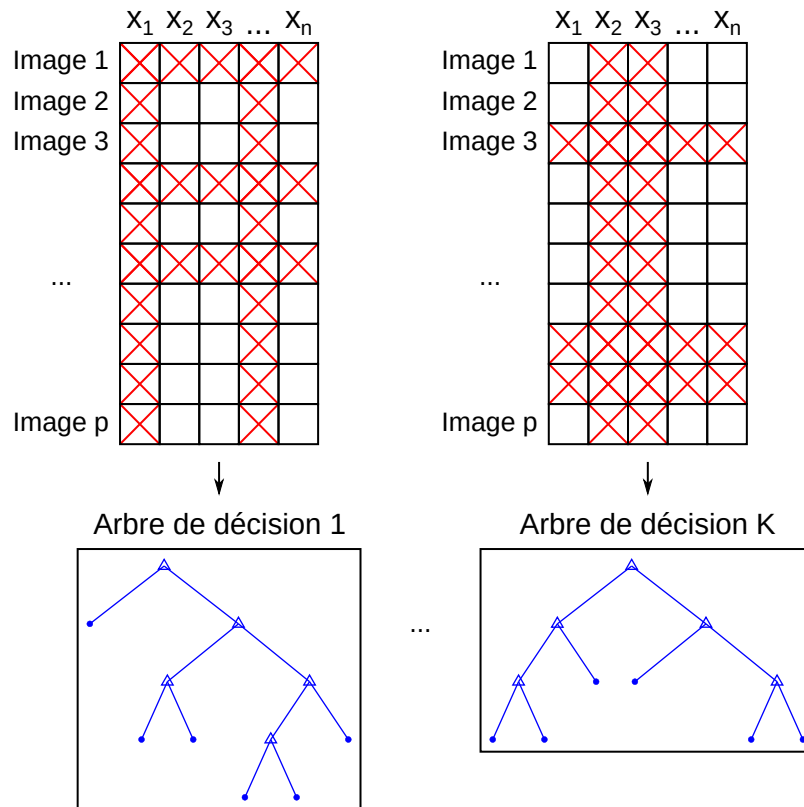 x1 x2 x3 ... xn
Image 1
Image 2
Image 3
...
Image p
Arbre de décision 1
x1 x2 x3 ... xn
Image 1
Image 2
Image 3
...
Image p
Arbre de décision K
...